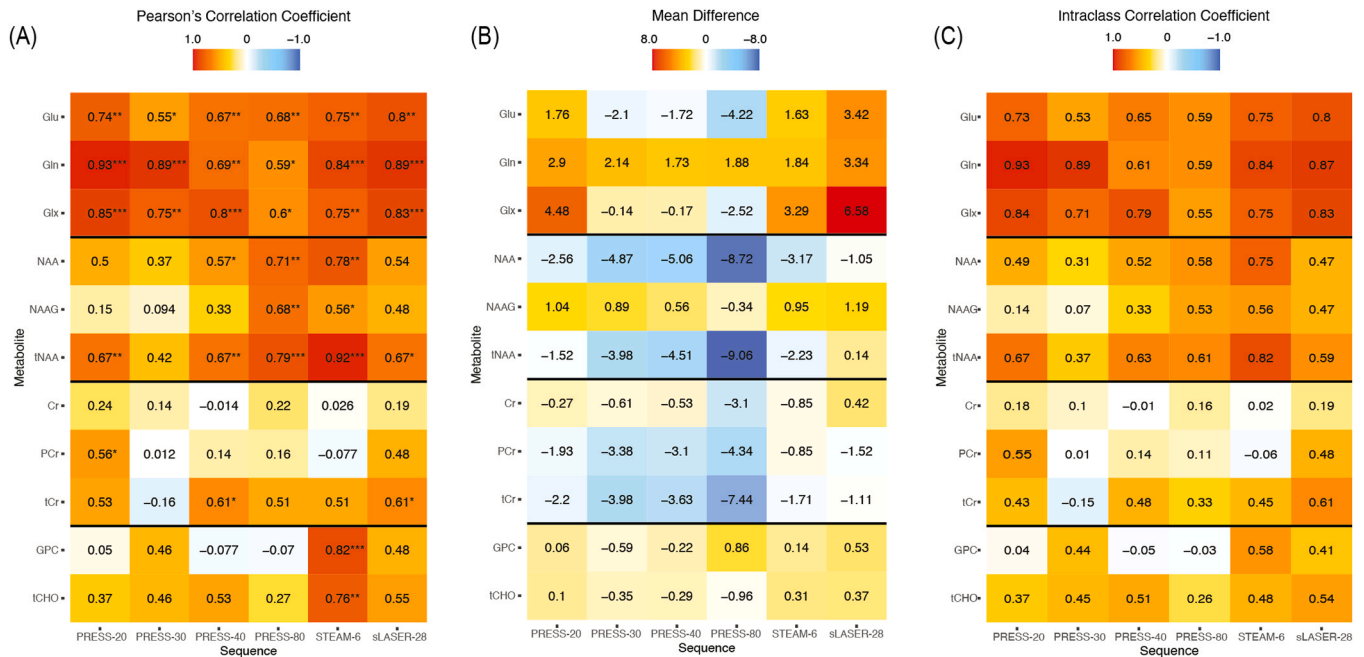 (A)
Pearson's Correlation Coefficient
1.0 0 −1.0
Metabolite
Glu 0.74** 0.55* 0.67** 0.68** 0.75** 0.8**
Gln 0.93*** 0.89*** 0.69** 0.59* 0.84*** 0.89***
Glx 0.85*** 0.75** 0.8*** 0.6* 0.75** 0.83***
NAA 0.5 0.37 0.57* 0.71** 0.78** 0.54
NAAG 0.15 0.094 0.33 0.68** 0.56* 0.48
tNAA 0.67** 0.42 0.67** 0.79*** 0.92*** 0.67*
Cr 0.24 0.14 −0.014 0.22 0.026 0.19
PCr 0.56* 0.012 0.14 0.16 −0.077 0.48
tCr 0.53 −0.16 0.61* 0.51 0.51 0.61*
GPC 0.05 0.46 −0.077 −0.07 0.82*** 0.48
tCHO 0.37 0.46 0.53 0.27 0.76** 0.55
PRESS-20 PRESS-30 PRESS-40 PRESS-80 STEAM-6 sLASER-28
Sequence
(B)
Mean Difference
8.0 0 −8.0
Metabolite
Glu 1.76 −2.1 −1.72 −4.22 1.63 3.42
Gln 2.9 2.14 1.73 1.88 1.84 3.34
Glx 4.48 −0.14 −0.17 −2.52 3.29 6.58
NAA −2.56 −4.87 −5.06 −8.72 −3.17 −1.05
NAAG 1.04 0.89 0.56 −0.34 0.95 1.19
tNAA −1.52 −3.98 −4.51 −9.06 −2.23 0.14
Cr −0.27 −0.61 −0.53 −3.1 −0.85 0.42
PCr −1.93 −3.38 −3.1 −4.34 −0.85 −1.52
tCr −2.2 −3.98 −3.63 −7.44 −1.71 −1.11
GPC 0.06 −0.59 −0.22 0.86 0.14 0.53
tCHO 0.1 −0.35 −0.29 −0.96 0.31 0.37
PRESS-20 PRESS-30 PRESS-40 PRESS-80 STEAM-6 sLASER-28
Sequence
(C)
Intraclass Correlation Coefficient
1.0 0 −1.0
Metabolite
Glu 0.73 0.53 0.65 0.59 0.75 0.8
Gln 0.93 0.89 0.61 0.59 0.84 0.87
Glx 0.84 0.71 0.79 0.55 0.75 0.83
NAA 0.49 0.31 0.52 0.58 0.75 0.47
NAAG 0.14 0.07 0.33 0.53 0.56 0.47
tNAA 0.67 0.37 0.63 0.61 0.82 0.59
Cr 0.18 0.1 −0.01 0.16 0.02 0.19
PCr 0.55 0.01 0.14 0.11 −0.06 0.48
tCr 0.43 −0.15 0.48 0.33 0.45 0.61
GPC 0.04 0.44 −0.05 −0.03 0.58 0.41
tCHO 0.37 0.45 0.51 0.26 0.48 0.54
PRESS-20 PRESS-30 PRESS-40 PRESS-80 STEAM-6 sLASER-28
Sequence